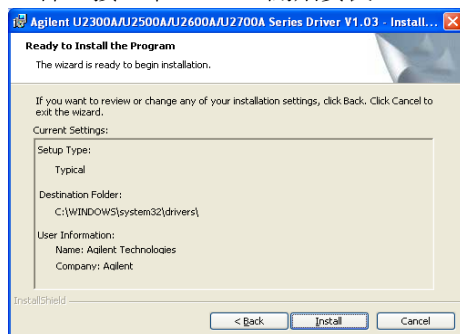 Agilent U2300A/U2500A/U2600A/U2700A Series Driver V1.03 - Install...
Ready to Install the Program
The wizard is ready to begin installation.
If you want to review or change any of your installation settings, click Back. Click Cancel to
exit the wizard.
Current Settings:
Setup Type:
Typical
Destination Folder:
C:\WINDOWS\system32\drivers\
User Information:
Name: Agilent Technologies
Company: Agilent
InstallShield
< Back
Install
Cancel